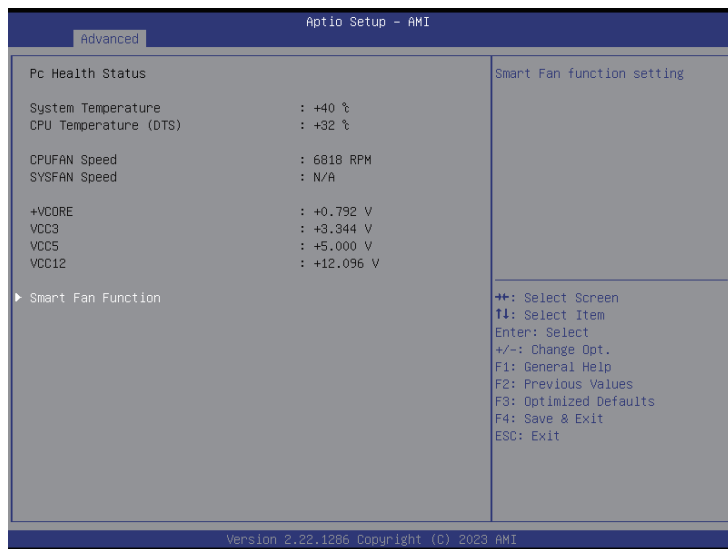 Aptio Setup - AMI
Advanced
Pc Health Status
System Temperature : +40 ℃
CPU Temperature (DTS) : +32 ℃
CPUFAN Speed : 6818 RPM
SYSFAN Speed : N/A
+VCORE : +0.792 V
VCC3 : +3.344 V
VCC5 : +5.000 V
VCC12 : +12.096 V
Smart Fan Function
Smart Fan function setting
→←: Select Screen
↑↓: Select Item
Enter: Select
+/-: Change Opt.
F1: General Help
F2: Previous Values
F3: Optimized Defaults
F4: Save & Exit
ESC: Exit
Version 2.22.1286 Copyright (C) 2023 AMI